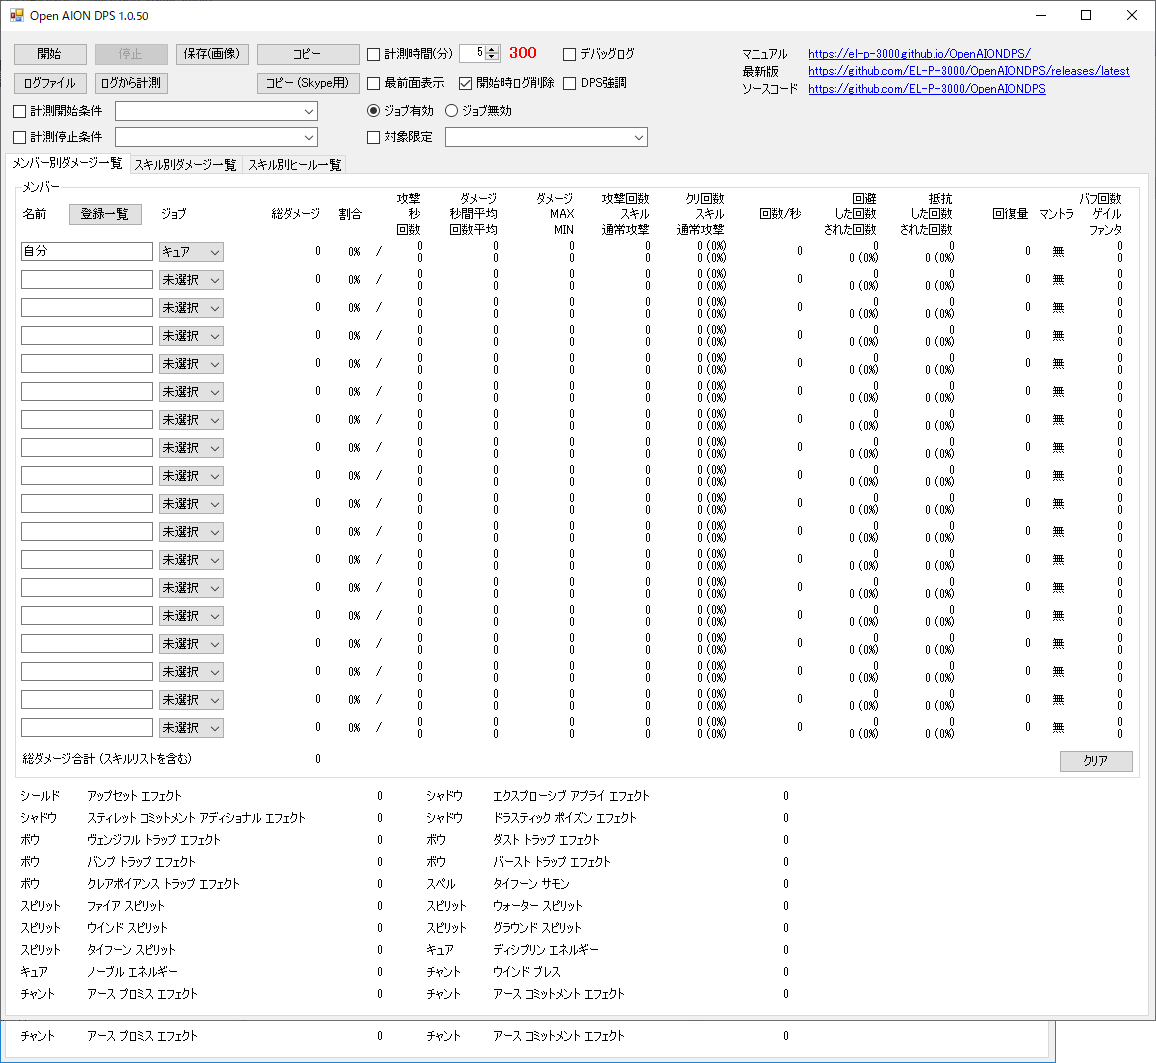 Open AION DPS 1.0.50
開始 停止 保存(画像) コピー 計測時間(分) 5 300 デバッグログ マニュアル https://el-p-3000.github.io/OpenAIONDPS/
ログファイル ログから計測 コピー (Skype用) 最前面表示 開始時ログ削除 DPS強調 最新版 https://github.com/EL-P-3000/OpenAIONDPS/releases/latest
計測開始条件 ジョブ有効 ジョブ無効 ソースコード https://github.com/EL-P-3000/OpenAIONDPS
計測停止条件 対象限定
メンバー別ダメージ一覧 スキル別ダメージ一覧 スキル別ヒール一覧
メンバー
攻撃 ダメージ ダメージ 攻撃回数 クリ回数 回避 抵抗 バフ回数
名前 登録一覧 ジョブ 総ダメージ 割合 秒 秒間平均 MAX スキル スキル 回数/秒 した回数 した回数 回復量 マントラ ゲイル
回数 回数平均 MIN 通常攻撃 通常攻撃 された回数 された回数 ファンタ
0 0 0 0 0 (0%) 0 0 0
自分 キュア 0 0% / 0 0 無
0 0 0 0 0 (0%) 0 (0%) 0 (0%) 0
0 0 0 0 0 (0%) 0 0 0
未選択 0 0% / 0 0 無
0 0 0 0 0 (0%) 0 (0%) 0 (0%) 0
0 0 0 0 0 (0%) 0 0 0
未選択 0 0% / 0 0 無
0 0 0 0 0 (0%) 0 (0%) 0 (0%) 0
0 0 0 0 0 (0%) 0 0 0
未選択 0 0% / 0 0 無
0 0 0 0 0 (0%) 0 (0%) 0 (0%) 0
0 0 0 0 0 (0%) 0 0 0
未選択 0 0% / 0 0 無
0 0 0 0 0 (0%) 0 (0%) 0 (0%) 0
0 0 0 0 0 (0%) 0 0 0
未選択 0 0% / 0 0 無
0 0 0 0 0 (0%) 0 (0%) 0 (0%) 0
0 0 0 0 0 (0%) 0 0 0
未選択 0 0% / 0 0 無
0 0 0 0 0 (0%) 0 (0%) 0 (0%) 0
0 0 0 0 0 (0%) 0 0 0
未選択 0 0% / 0 0 無
0 0 0 0 0 (0%) 0 (0%) 0 (0%) 0
0 0 0 0 0 (0%) 0 0 0
未選択 0 0% / 0 0 無
0 0 0 0 0 (0%) 0 (0%) 0 (0%) 0
0 0 0 0 0 (0%) 0 0 0
未選択 0 0% / 0 0 無
0 0 0 0 0 (0%) 0 (0%) 0 (0%) 0
0 0 0 0 0 (0%) 0 0 0
未選択 0 0% / 0 0 無
0 0 0 0 0 (0%) 0 (0%) 0 (0%) 0
0 0 0 0 0 (0%) 0 0 0
未選択 0 0% / 0 0 無
0 0 0 0 0 (0%) 0 (0%) 0 (0%) 0
0 0 0 0 0 (0%) 0 0 0
未選択 0 0% / 0 0 無
0 0 0 0 0 (0%) 0 (0%) 0 (0%) 0
0 0 0 0 0 (0%) 0 0 0
未選択 0 0% / 0 0 無
0 0 0 0 0 (0%) 0 (0%) 0 (0%) 0
0 0 0 0 0 (0%) 0 0 0
未選択 0 0% / 0 0 無
0 0 0 0 0 (0%) 0 (0%) 0 (0%) 0
0 0 0 0 0 (0%) 0 0 0
未選択 0 0% / 0 0 無
0 0 0 0 0 (0%) 0 (0%) 0 (0%) 0
0 0 0 0 0 (0%) 0 0 0
未選択 0 0% / 0 0 無
0 0 0 0 0 (0%) 0 (0%) 0 (0%) 0
0 0 0 0 0 (0%) 0 0 0
未選択 0 0% / 0 0 無
0 0 0 0 0 (0%) 0 (0%) 0 (0%) 0
総ダメージ合計 (スキルリストを含む) 0 クリア
シールド アップセット エフェクト 0 シャドウ エクスプローシブ アプライ エフェクト 0
シャドウ スティレット コミットメント アディショナル エフェクト 0 シャドウ ドラスティック ポイズン エフェクト 0
ボウ ヴェンジフル トラップ エフェクト 0 ボウ ダスト トラップ エフェクト 0
ボウ バンプ トラップ エフェクト 0 ボウ バースト トラップ エフェクト 0
ボウ クレアボイアンス トラップ エフェクト 0 スペル タイフーン サモン 0
スピリット ファイア スピリット 0 スピリット ウォーター スピリット 0
スピリット ウインド スピリット 0 スピリット グラウンド スピリット 0
スピリット タイフーン スピリット 0 キュア ディシプリン エネルギー 0
キュア ノーブル エネルギー 0 チャント ウインド ブレス 0
チャント アース プロミス エフェクト 0 チャント アース コミットメント エフェクト 0
チャント アース プロミス エフェクト 0 チャント アース コミットメント エフェクト 0